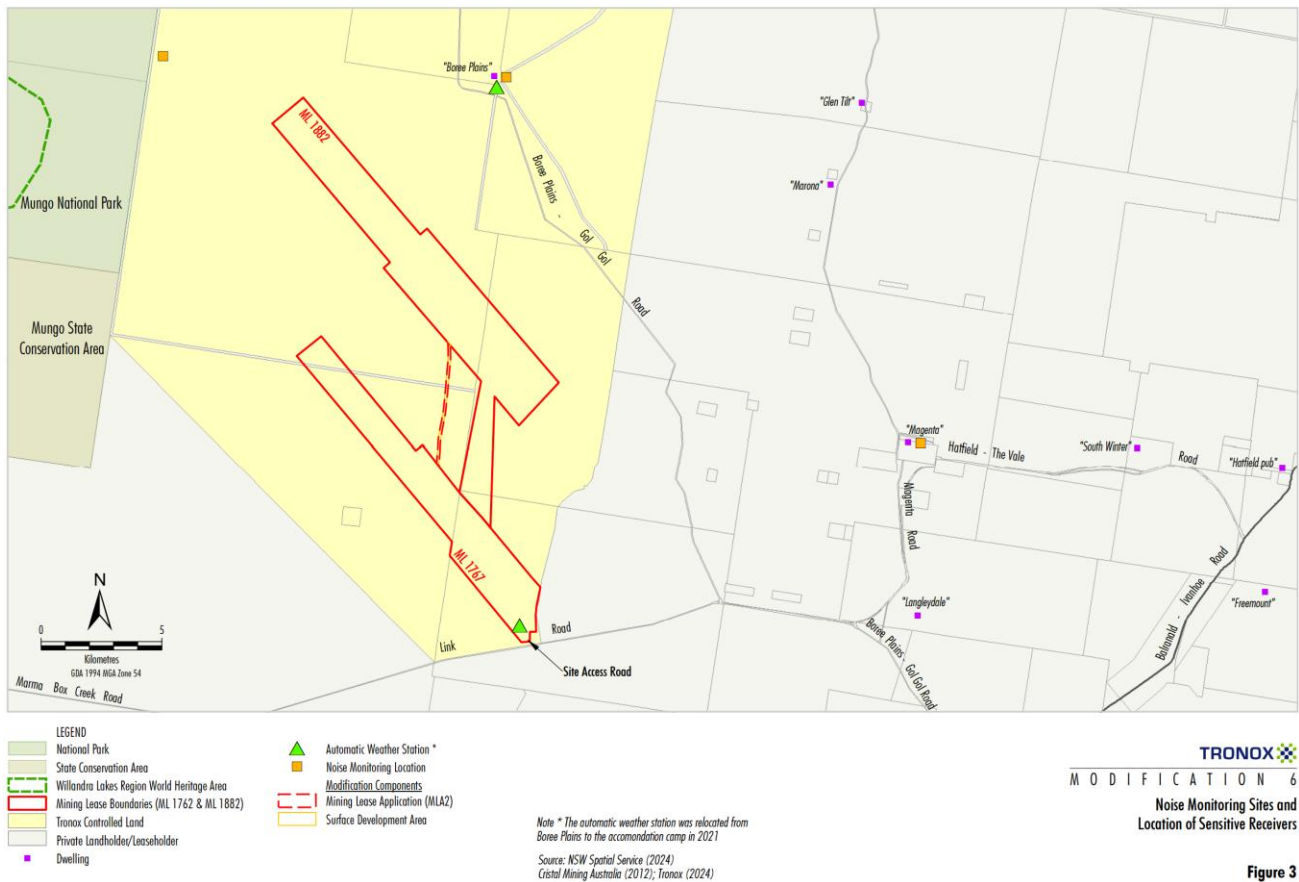 "Boree Plains"
"Glen Tilt"
ML 1882
Boree Plains - Gol Gol Road
"Marona"
Mungo National Park
Mungo State
Conservation Area
"Magenta"
Hatfield - The Vale Road
"South Winter"
"Hatfield pub"
Magenta Road
ML 1767
"Langleydale"
"Freemount"
Balranald - Ivanhoe Road
Boree Plains - Gol Gol Road
Link Road
Site Access Road
Marma Box Creek Road
N
0 5
Kilometres
GDA 1994 MGA Zone 54
LEGEND
National Park
State Conservation Area
Willandra Lakes Region World Heritage Area
Mining Lease Boundaries (ML 1762 & ML 1882)
Tronox Controlled Land
Private Landholder/Leaseholder
Dwelling
Automatic Weather Station *
Noise Monitoring Location
Modification Components
Mining Lease Application (MLA2)
Surface Development Area
Note * The automatic weather station was relocated from
Boree Plains to the accomondation camp in 2021
Source: NSW Spatial Service (2024)
Cristal Mining Australia (2012); Tronox (2024)
TRONOX
MODIFICATION 6
Noise Monitoring Sites and
Location of Sensitive Receivers
Figure 3